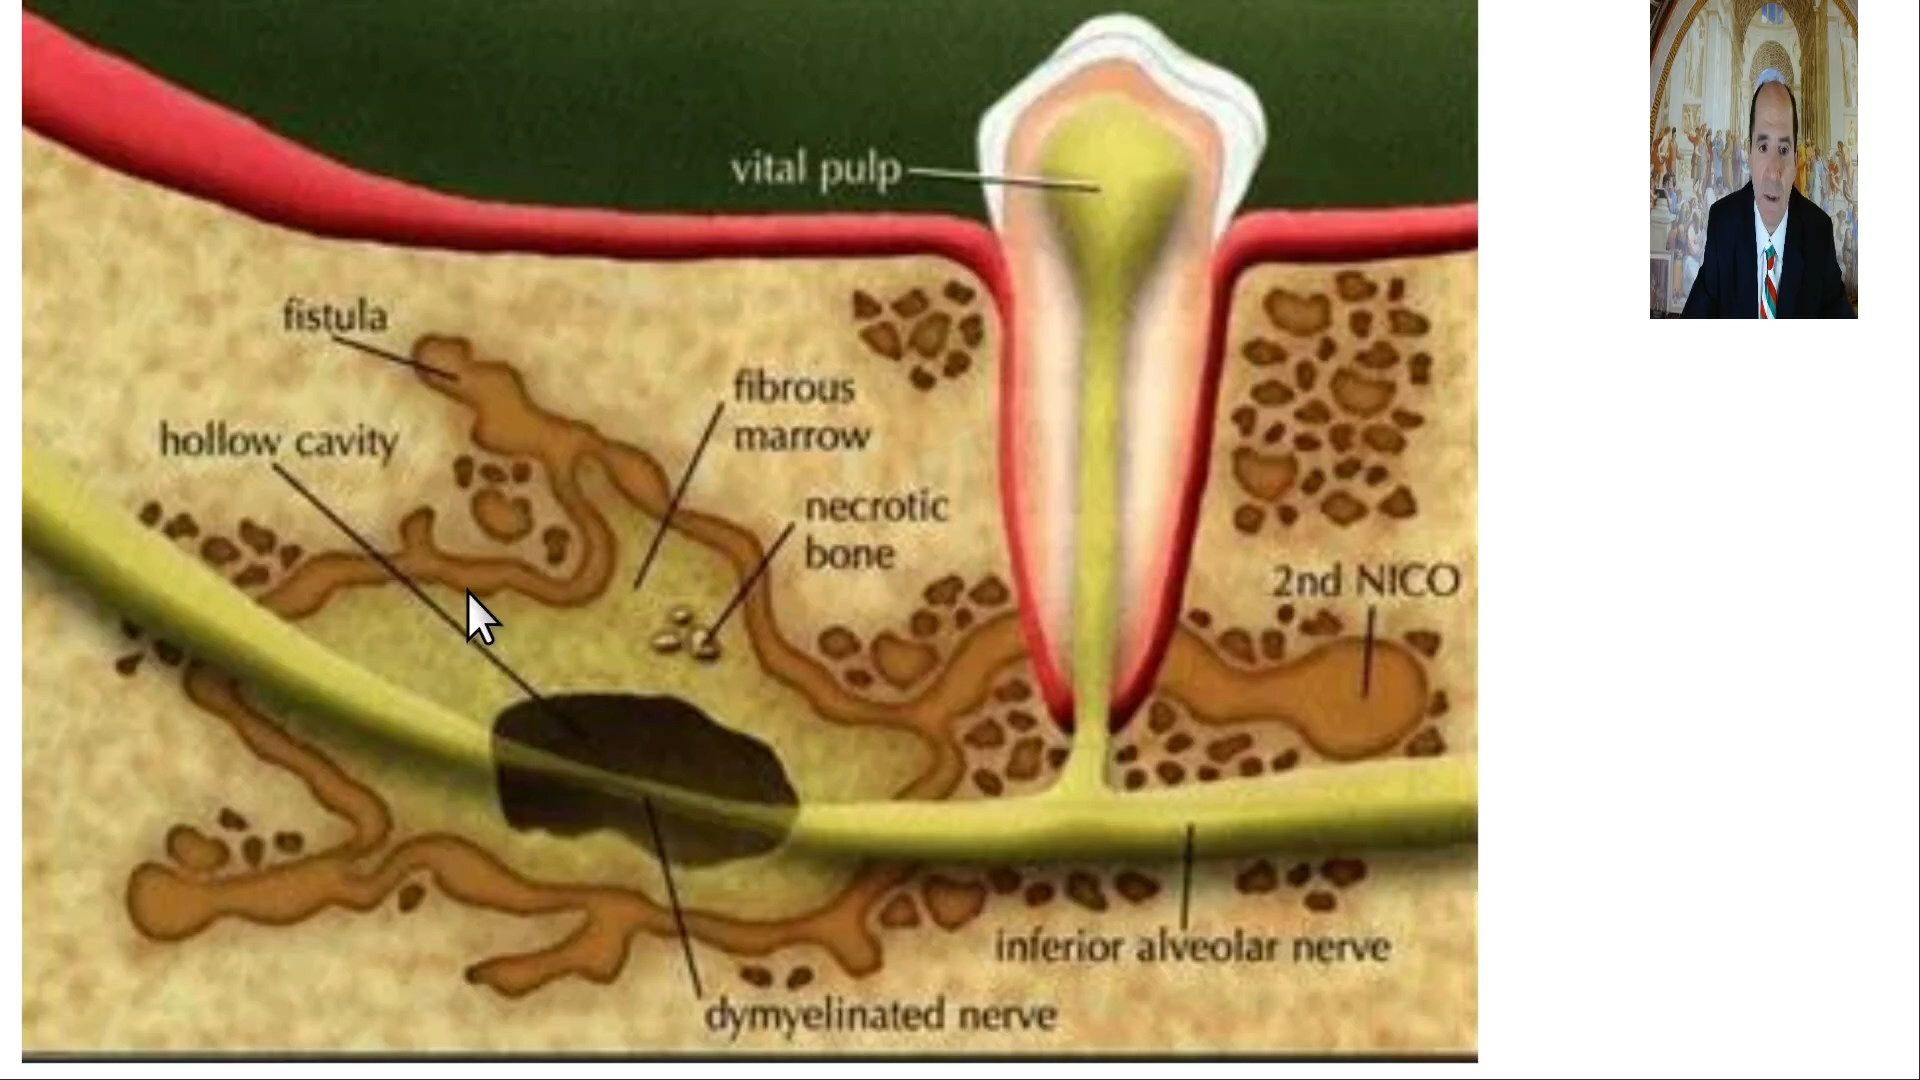 vital pulp
fistula
fibrous
marrow
hollow cavity
necrotic
bone
2nd NICO
inferior alveolar nerve
dymyelinated nerve